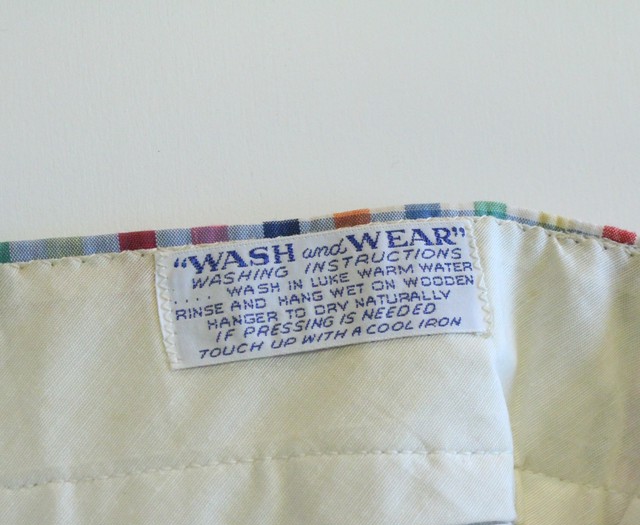 "WASH and WEAR"
WASHING INSTRUCTIONS
.... WASH IN LUKE WARM WATER
RINSE AND HANG WET ON WOODEN
HANGER TO DRY NATURALLY
IF PRESSING IS NEEDED
TOUCH UP WITH A COOL IRON